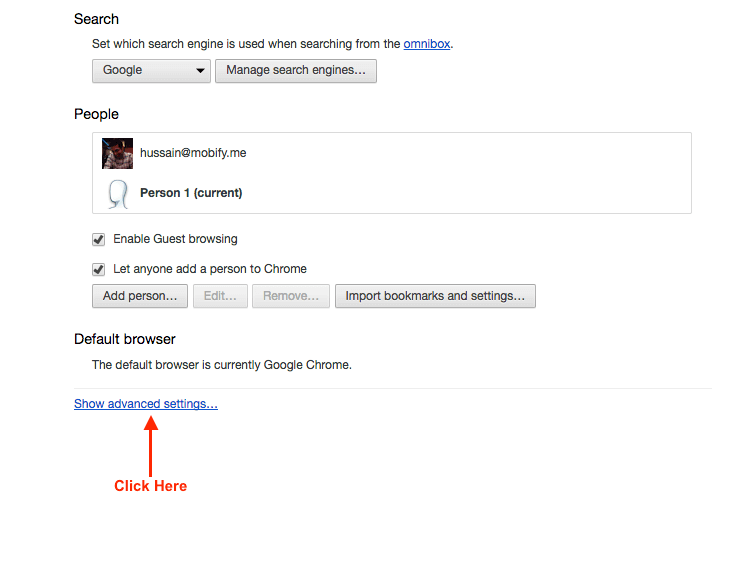 Search
Set which search engine is used when searching from the omnibox.
Google Manage search engines...
People
hussain@mobify.me
Person 1 (current)
Enable Guest browsing
Let anyone add a person to Chrome
Add person... Edit... Remove... Import bookmarks and settings...
Default browser
The default browser is currently Google Chrome.
Show advanced settings...
Click Here